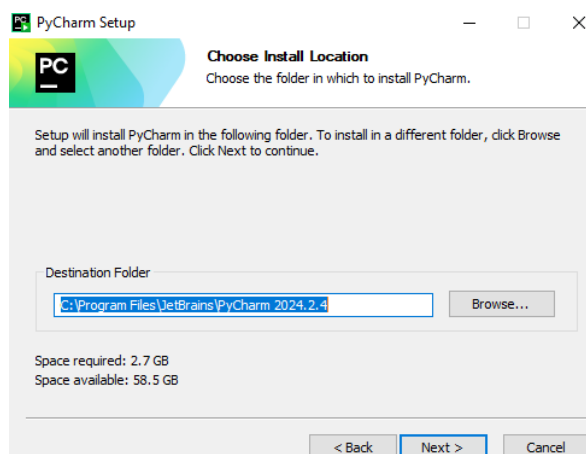 PyCharm Setup
PC
Choose Install Location
Choose the folder in which to install PyCharm.
Setup will install PyCharm in the following folder. To install in a different folder, click Browse
and select another folder. Click Next to continue.
Destination Folder
C:\Program Files\JetBrains\PyCharm 2024.2.4
Browse...
Space required: 2.7 GB
Space available: 58.5 GB
< Back Next > Cancel